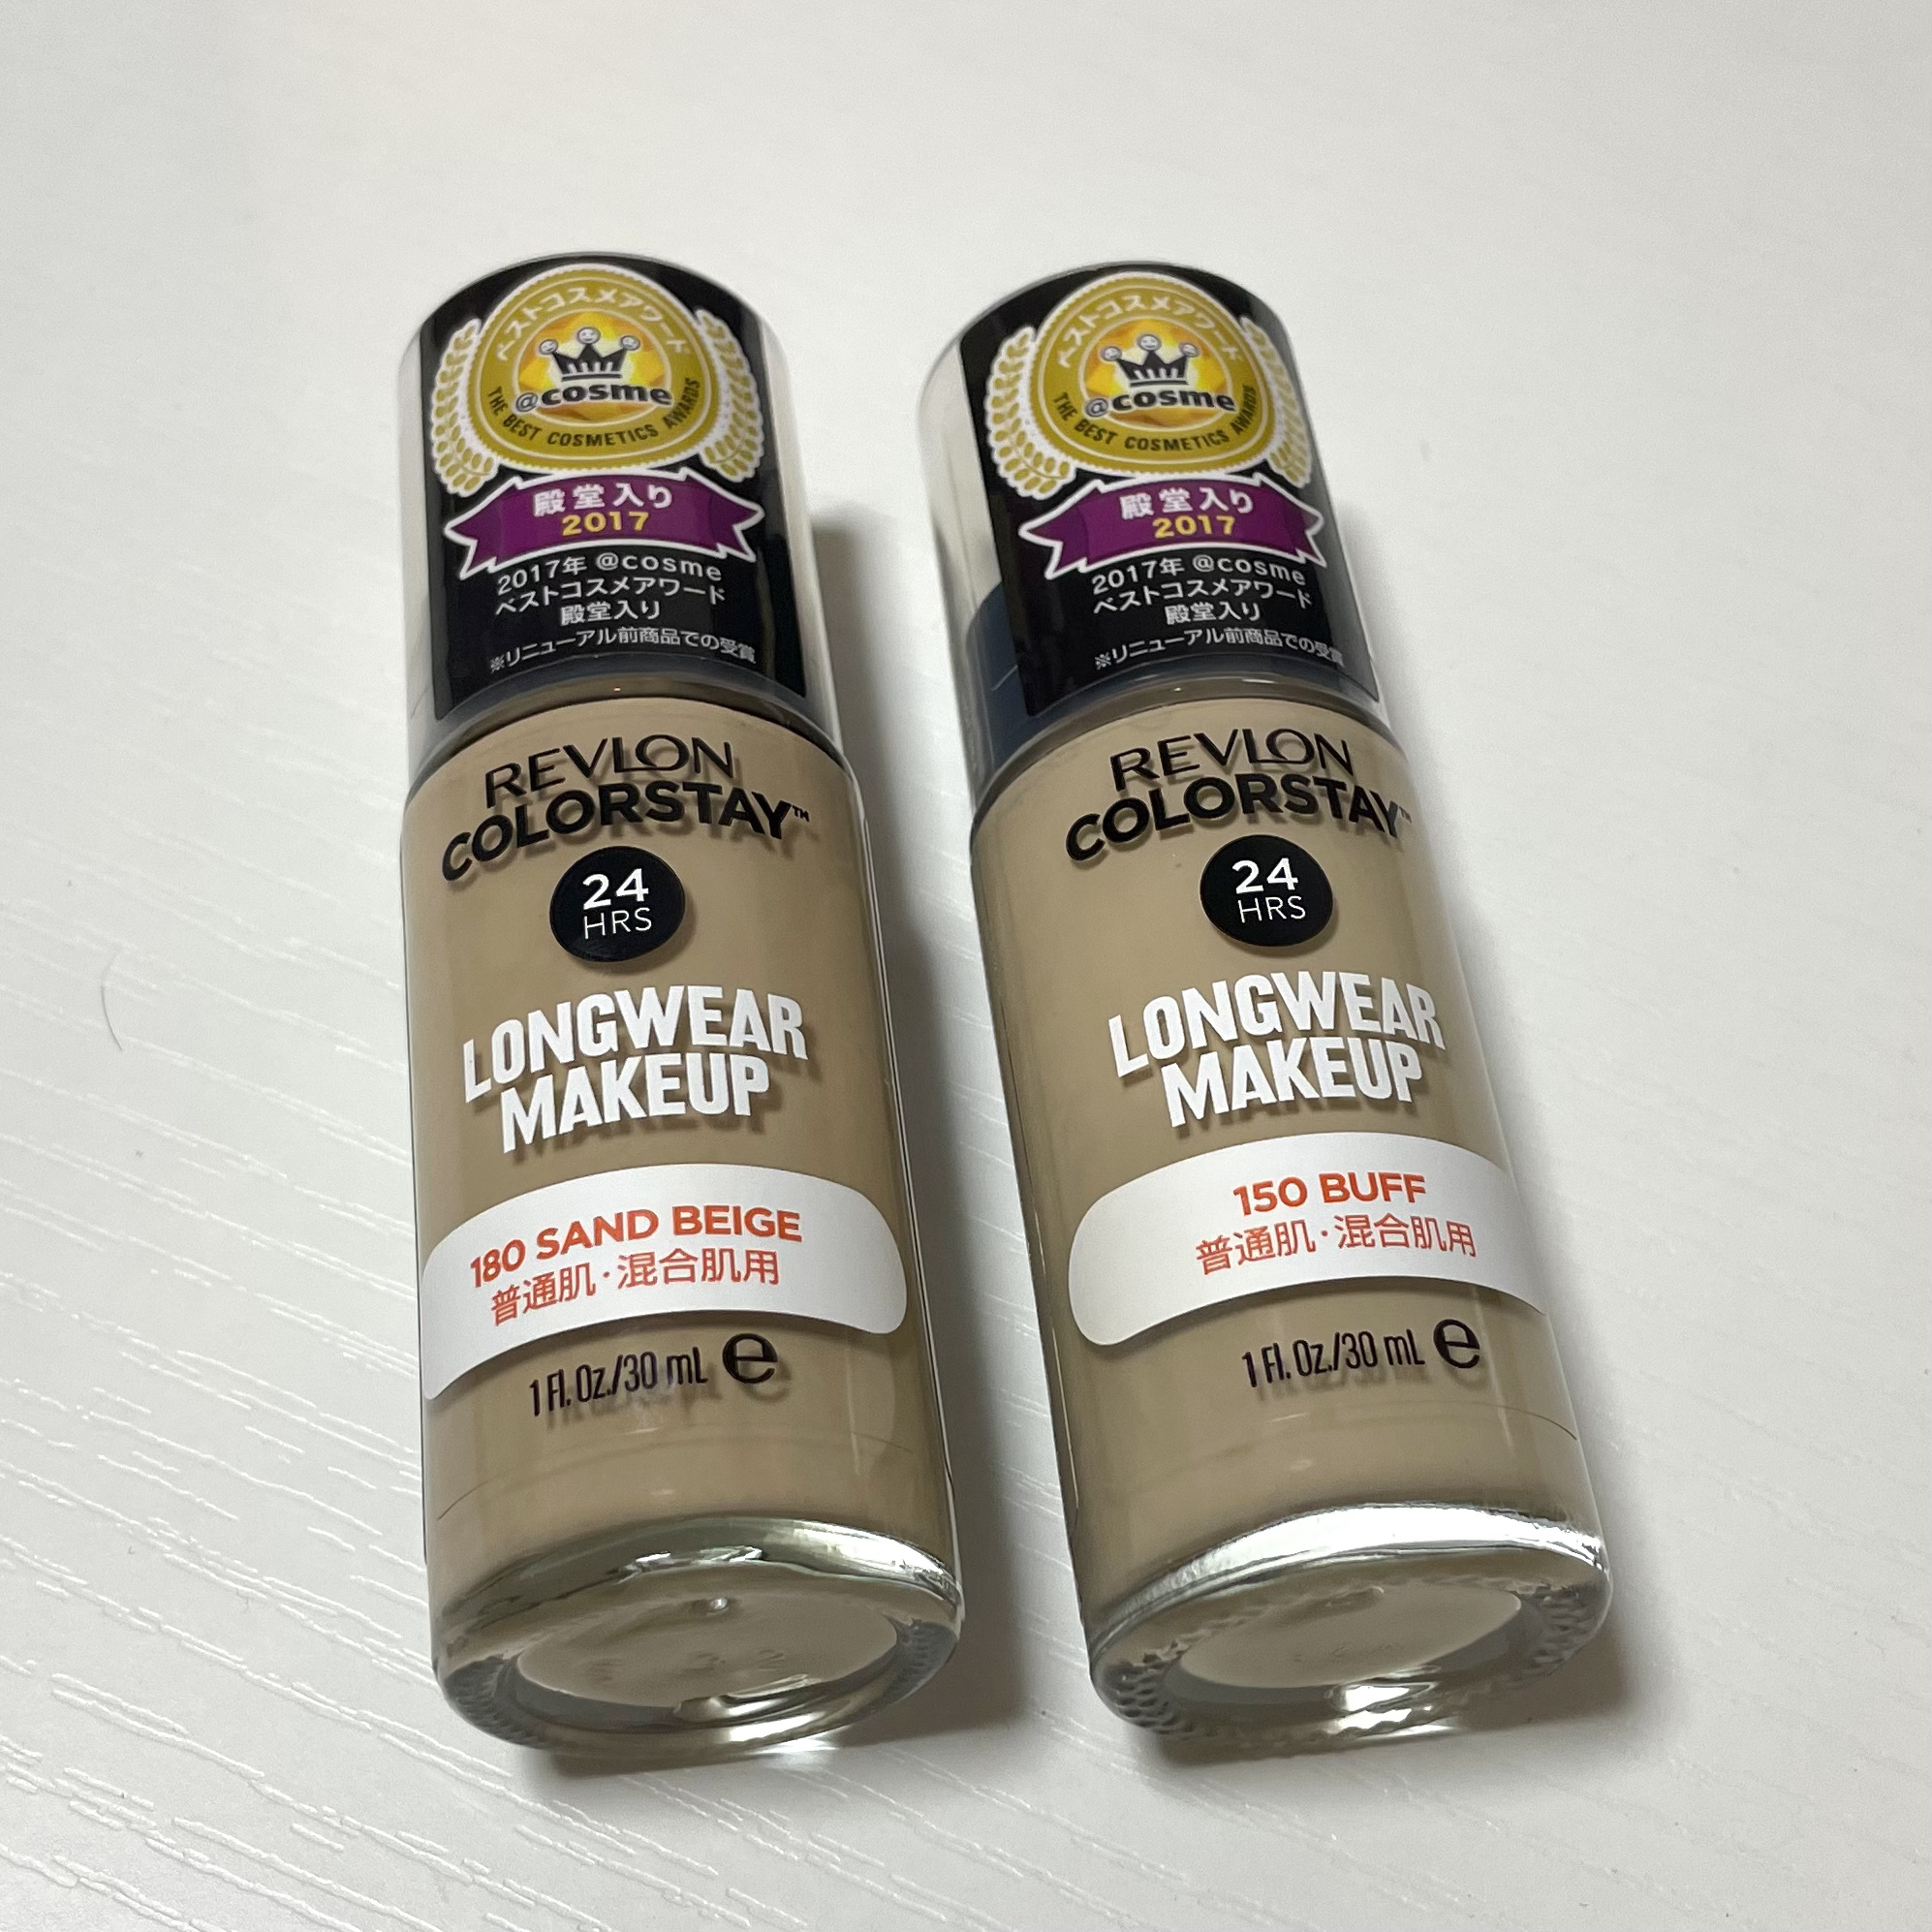 ベストコスメアワード
@cosme
THE BEST COSMETICS AWARDS
殿堂入り
2017
2017年 @cosme
ベストコスメアワード
殿堂入り
※リニューアル前商品での受賞
REVLON
COLORSTAY™
24
HRS
LONGWEAR
MAKEUP
180 SAND BEIGE
普通肌・混合肌用
1 Fl. Oz./30 mL ℮
ベストコスメアワード
@cosme
THE BEST COSMETICS AWARDS
殿堂入り
2017
2017年 @cosme
ベストコスメアワード
殿堂入り
※リニューアル前商品での受賞
REVLON
COLORSTAY™
24
HRS
LONGWEAR
MAKEUP
150 BUFF
普通肌・混合肌用
1 Fl. Oz./30 mL ℮